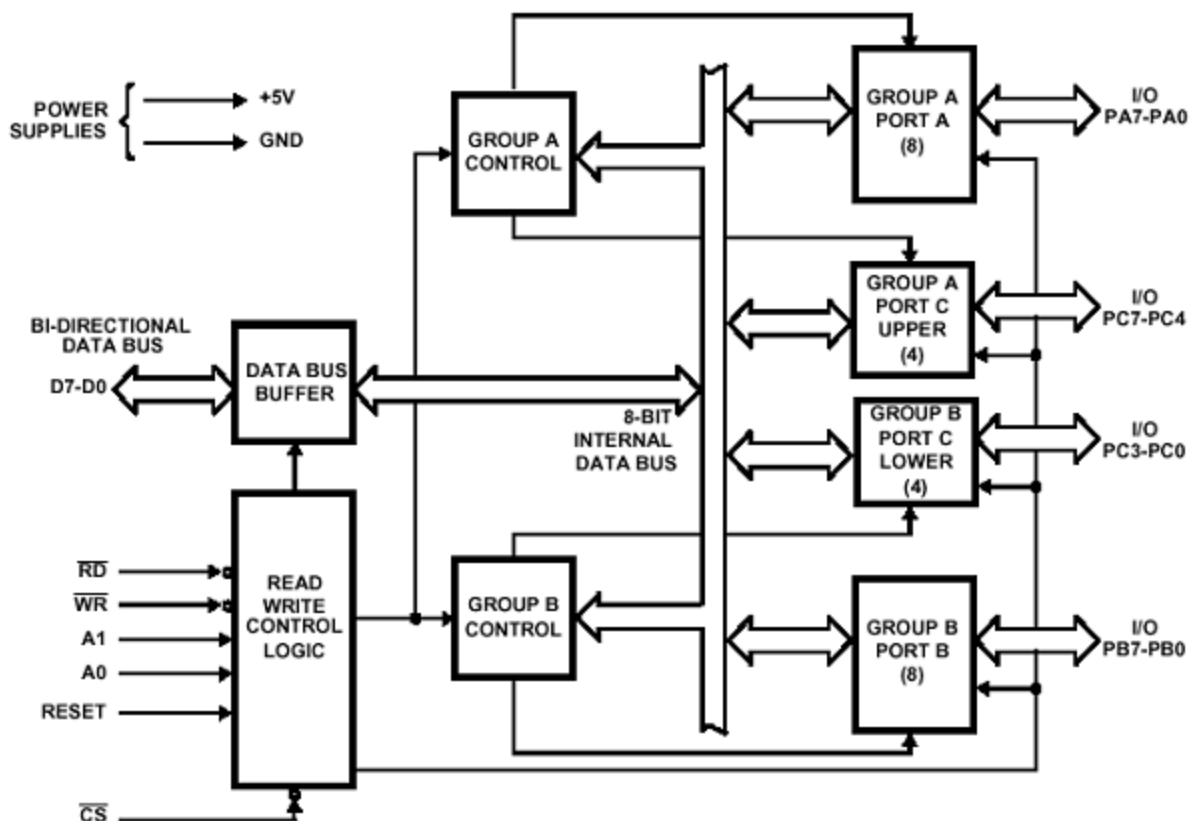 POWER
SUPPLIES
+5V
GND
GROUP A
CONTROL
GROUP A
PORT A
(8)
I/O
PA7-PA0
GROUP A
PORT C
UPPER
(4)
I/O
PC7-PC4
BI-DIRECTIONAL
DATA BUS
D7-D0
DATA BUS
BUFFER
8-BIT
INTERNAL
DATA BUS
GROUP B
PORT C
LOWER
(4)
I/O
PC3-PC0
RD
WR
A1
A0
RESET
CS
READ
WRITE
CONTROL
LOGIC
GROUP B
CONTROL
GROUP B
PORT B
(8)
I/O
PB7-PB0